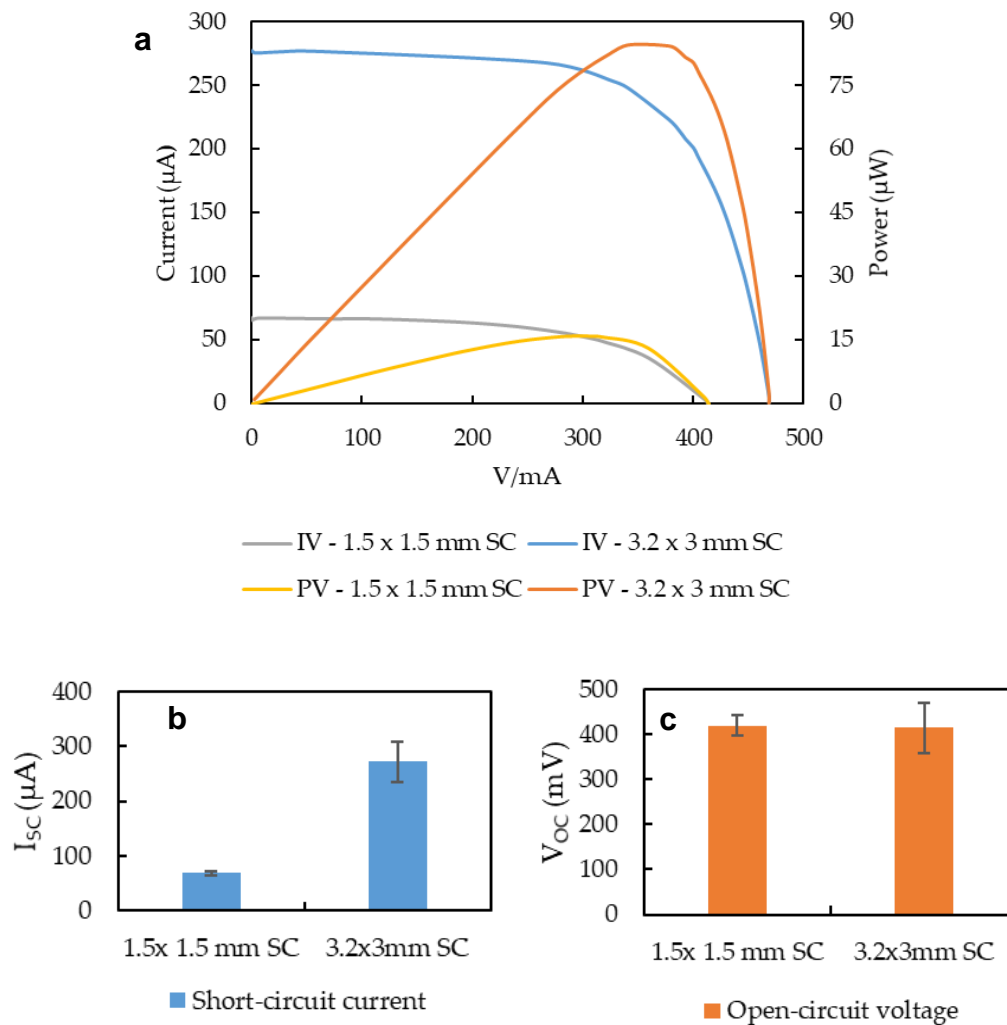 a
300
250
200
150
100
50
0
Current (µA)
90
75
60
45
30
15
0
Power (µW)
0 100 200 300 400 500
V/mA
IV - 1.5 x 1.5 mm SC IV - 3.2 x 3 mm SC
PV - 1.5 x 1.5 mm SC PV - 3.2 x 3 mm SC
b
400
300
200
100
0
I_SC (µA)
1.5x 1.5 mm SC 3.2x3mm SC
Short-circuit current
c
500
400
300
200
100
0
V_OC (mV)
1.5x 1.5 mm SC 3.2x3mm SC
Open-circuit voltage